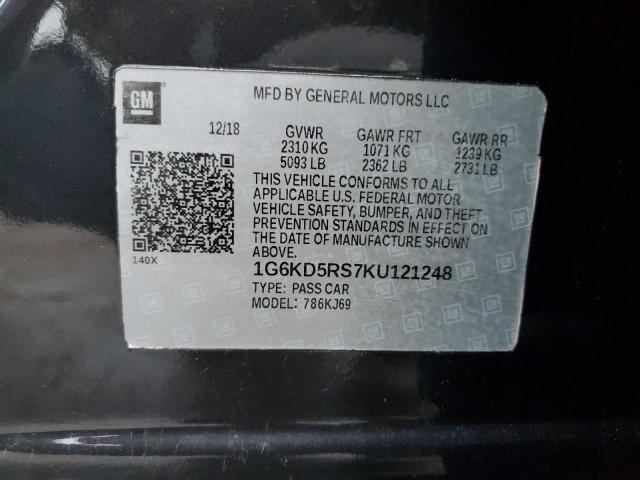 GM
MFD BY GENERAL MOTORS LLC
12/18 GVWR GAWR FRT GAWR RR
2310 KG 1071 KG 1239 KG
5093 LB 2362 LB 2731 LB
THIS VEHICLE CONFORMS TO ALL
APPLICABLE U.S. FEDERAL MOTOR
VEHICLE SAFETY, BUMPER, AND THEFT
PREVENTION STANDARDS IN EFFECT
ON THE DATE OF MANUFACTURE SHOWN
ABOVE.
140X
1G6KD5RS7KU121248
TYPE: PASS CAR
MODEL: 786KJ69